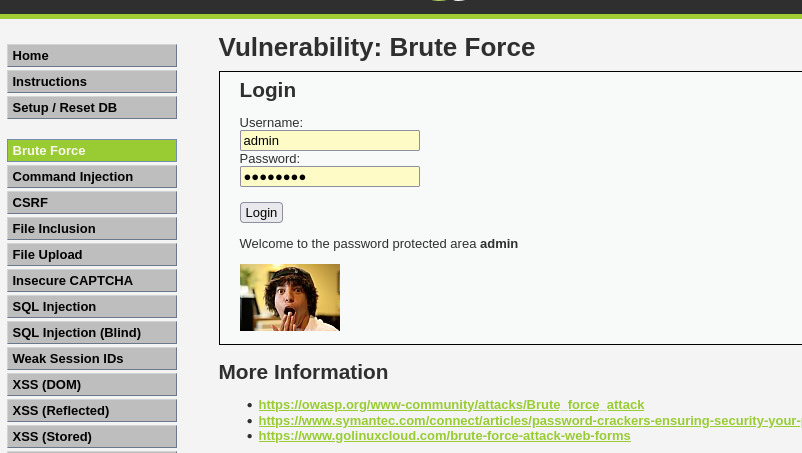 Home
Instructions
Setup / Reset DB
Brute Force
Command Injection
CSRF
File Inclusion
File Upload
Insecure CAPTCHA
SQL Injection
SQL Injection (Blind)
Weak Session IDs
XSS (DOM)
XSS (Reflected)
XSS (Stored)
Vulnerability: Brute Force
Login
Username:
admin
Password:
●●●●●●●●
Login
Welcome to the password protected area admin
More Information
• https://owasp.org/www-community/attacks/Brute_force_attack
• https://www.symantec.com/connect/articles/password-crackers-ensuring-security-your-
• https://www.golinuxcloud.com/brute-force-attack-web-forms